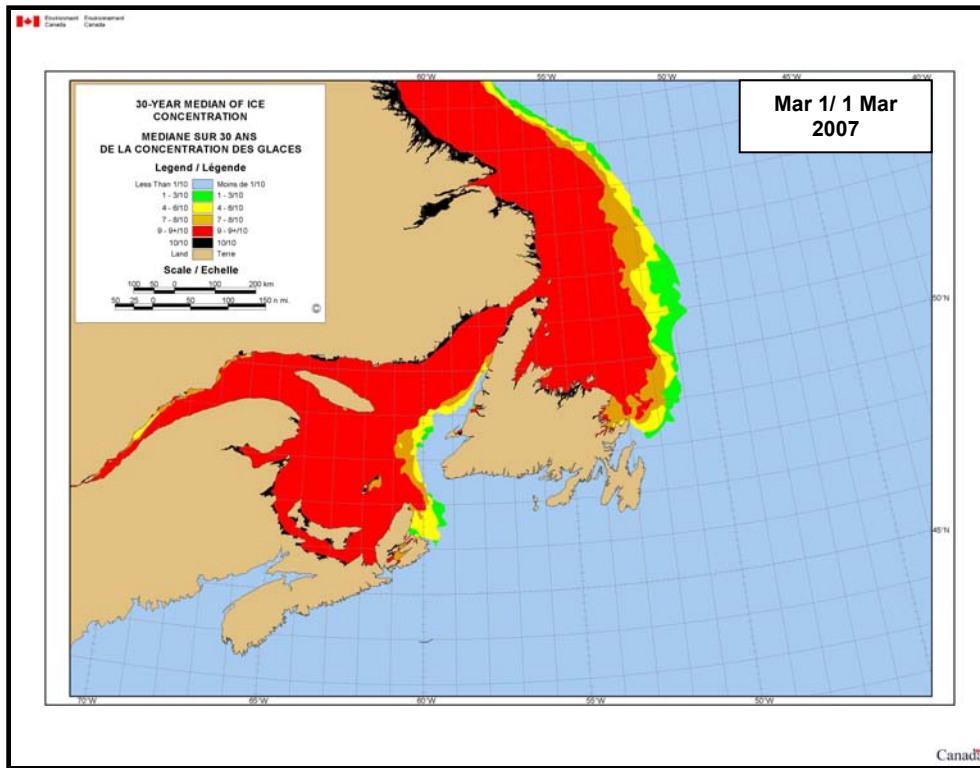 Environment Environnement
Canada Canada
60°W 55°W 50°W 45°W 40°W
Mar 1/ 1 Mar
2007
30-YEAR MEDIAN OF ICE
CONCENTRATION
MEDIANE SUR 30 ANS
DE LA CONCENTRATION DES GLACES
Legend / Légende
Less Than 1/10 Moins de 1/10
1 - 3/10 1 - 3/10
4 - 6/10 4 - 6/10
7 - 8/10 7 - 8/10
9 - 9+/10 9 - 9+/10
10/10 10/10
Land Terre
Scale / Echelle
100 50 0 100 200 km
50 25 0 50 100 150 n mi.
©
50°N
45°N
70°W 65°W 60°W 55°W 50°W
Canada